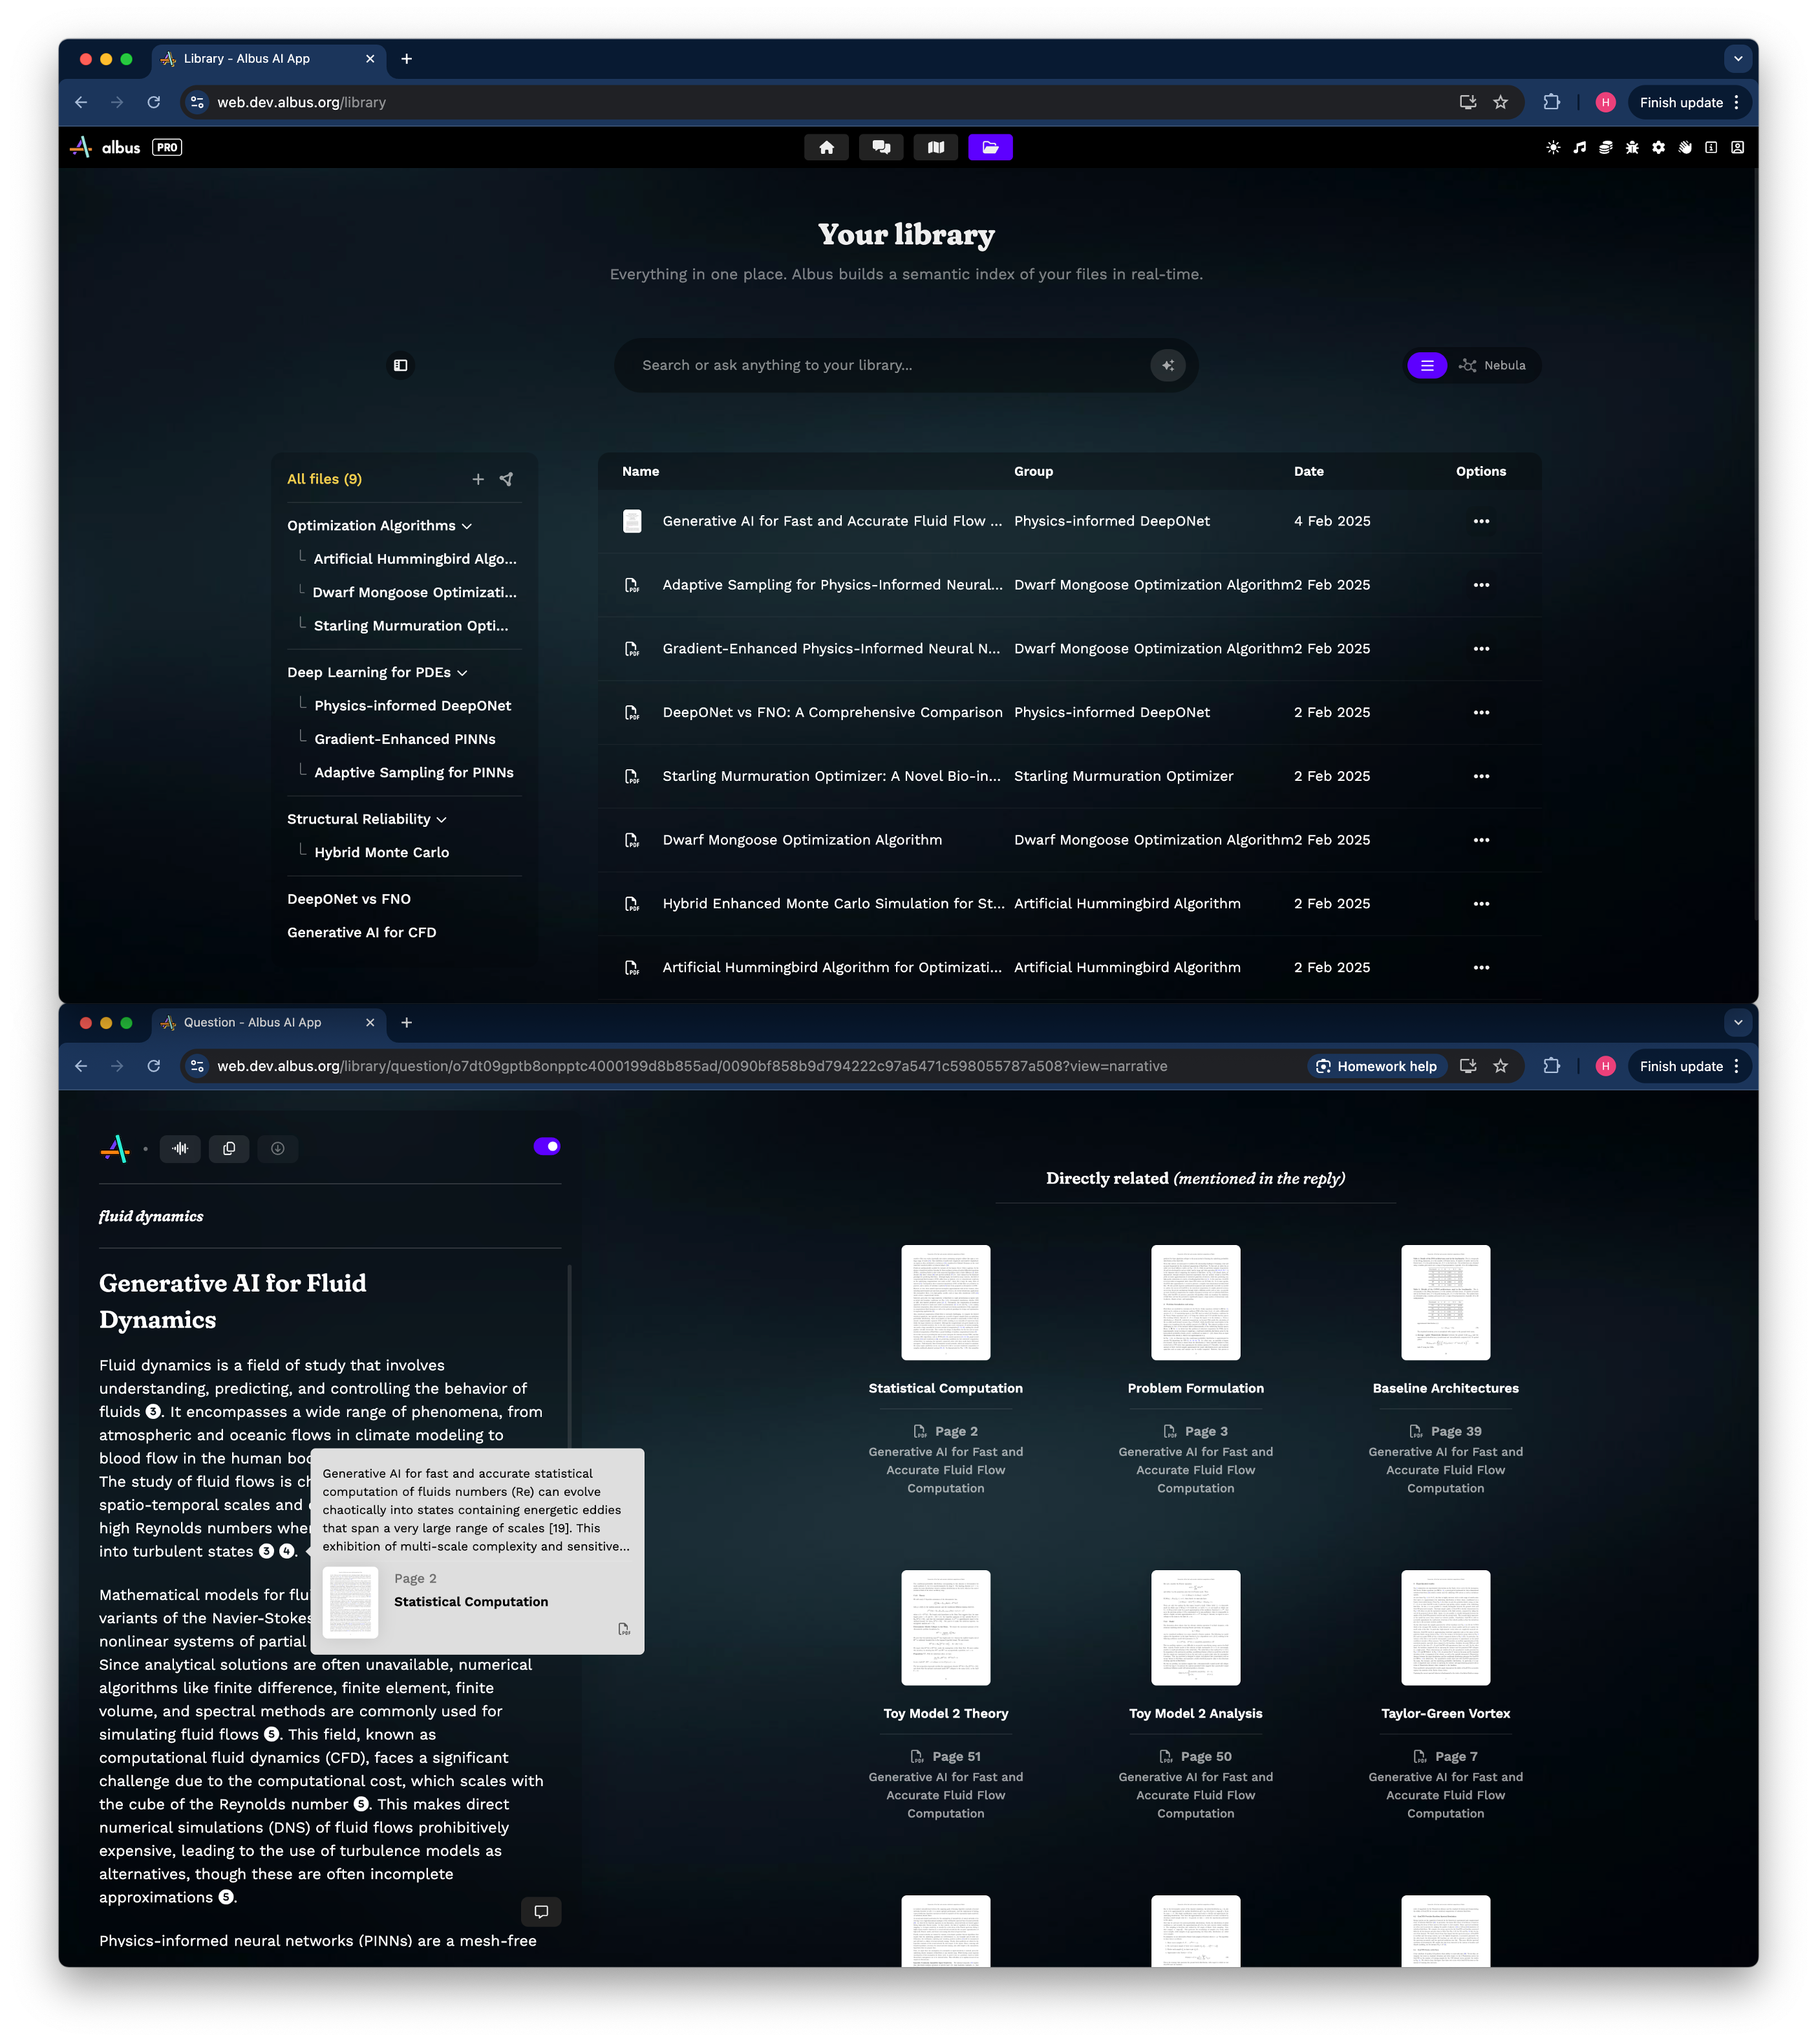 Library - Albus AI App
web.dev.albus.org/library
Finish update
H
albus PRO
Your library
Everything in one place. Albus builds a semantic index of your files in real-time.
Search or ask anything to your library...
Nebula
All files (9)
Optimization Algorithms
Artificial Hummingbird Algo...
Dwarf Mongoose Optimizati...
Starling Murmuration Opti...
Deep Learning for PDEs
Physics-informed DeepONet
Gradient-Enhanced PINNs
Adaptive Sampling for PINNs
Structural Reliability
Hybrid Monte Carlo
DeepONet vs FNO
Generative AI for CFD
Name Group Date Options
Generative AI for Fast and Accurate Fluid Flow ... Physics-informed DeepONet 4 Feb 2025
PDF Adaptive Sampling for Physics-Informed Neural... Dwarf Mongoose Optimization Algorithm 2 Feb 2025
PDF Gradient-Enhanced Physics-Informed Neural N... Dwarf Mongoose Optimization Algorithm 2 Feb 2025
PDF DeepONet vs FNO: A Comprehensive Comparison Physics-informed DeepONet 2 Feb 2025
PDF Starling Murmuration Optimizer: A Novel Bio-in... Starling Murmuration Optimizer 2 Feb 2025
PDF Dwarf Mongoose Optimization Algorithm Dwarf Mongoose Optimization Algorithm 2 Feb 2025
PDF Hybrid Enhanced Monte Carlo Simulation for St... Artificial Hummingbird Algorithm 2 Feb 2025
PDF Artificial Hummingbird Algorithm for Optimizati... Artificial Hummingbird Algorithm 2 Feb 2025
Question - Albus AI App
web.dev.albus.org/library/question/o7dt09gptb8onpptc4000199d8b855ad/0090bf858b9d794222c97a5471c598055787a508?view=narrative
Homework help
H
Finish update
fluid dynamics
Generative AI for Fluid
Dynamics
Fluid dynamics is a field of study that involves
understanding, predicting, and controlling the behavior of
fluids 3. It encompasses a wide range of phenomena, from
atmospheric and oceanic flows in climate modeling to
blood flow in the human
The study of fluid flows is
spatio-temporal scales and
high Reynolds numbers
into turbulent states 3 4.
Generative AI for fast and accurate statistical
computation of fluids numbers (Re) can evolve
chaotically into states containing energetic eddies
that span a very large range of scales [19]. This
exhibition of multi-scale complexity and sensitive...
Page 2
Statistical Computation
PDF
Mathematical models for
variants of the Navier-Stokes
nonlinear systems of partial
Since analytical solutions are often unavailable, numerical
algorithms like finite difference, finite element, finite
volume, and spectral methods are commonly used for
simulating fluid flows 5. This field, known as
computational fluid dynamics (CFD), faces a significant
challenge due to the computational cost, which scales with
the cube of the Reynolds number 5. This makes direct
numerical simulations (DNS) of fluid flows prohibitively
expensive, leading to the use of turbulence models as
alternatives, though these are often incomplete
approximations 5.
Physics-informed neural networks (PINNs) are a mesh-free
Directly related (mentioned in the reply)
Statistical Computation
PDF Page 2
Generative AI for Fast and
Accurate Fluid Flow
Computation
Problem Formulation
PDF Page 3
Generative AI for Fast and
Accurate Fluid Flow
Computation
Baseline Architectures
PDF Page 39
Generative AI for Fast and
Accurate Fluid Flow
Computation
Toy Model 2 Theory
PDF Page 51
Generative AI for Fast and
Accurate Fluid Flow
Computation
Toy Model 2 Analysis
PDF Page 50
Generative AI for Fast and
Accurate Fluid Flow
Computation
Taylor-Green Vortex
PDF Page 7
Generative AI for Fast and
Accurate Fluid Flow
Computation